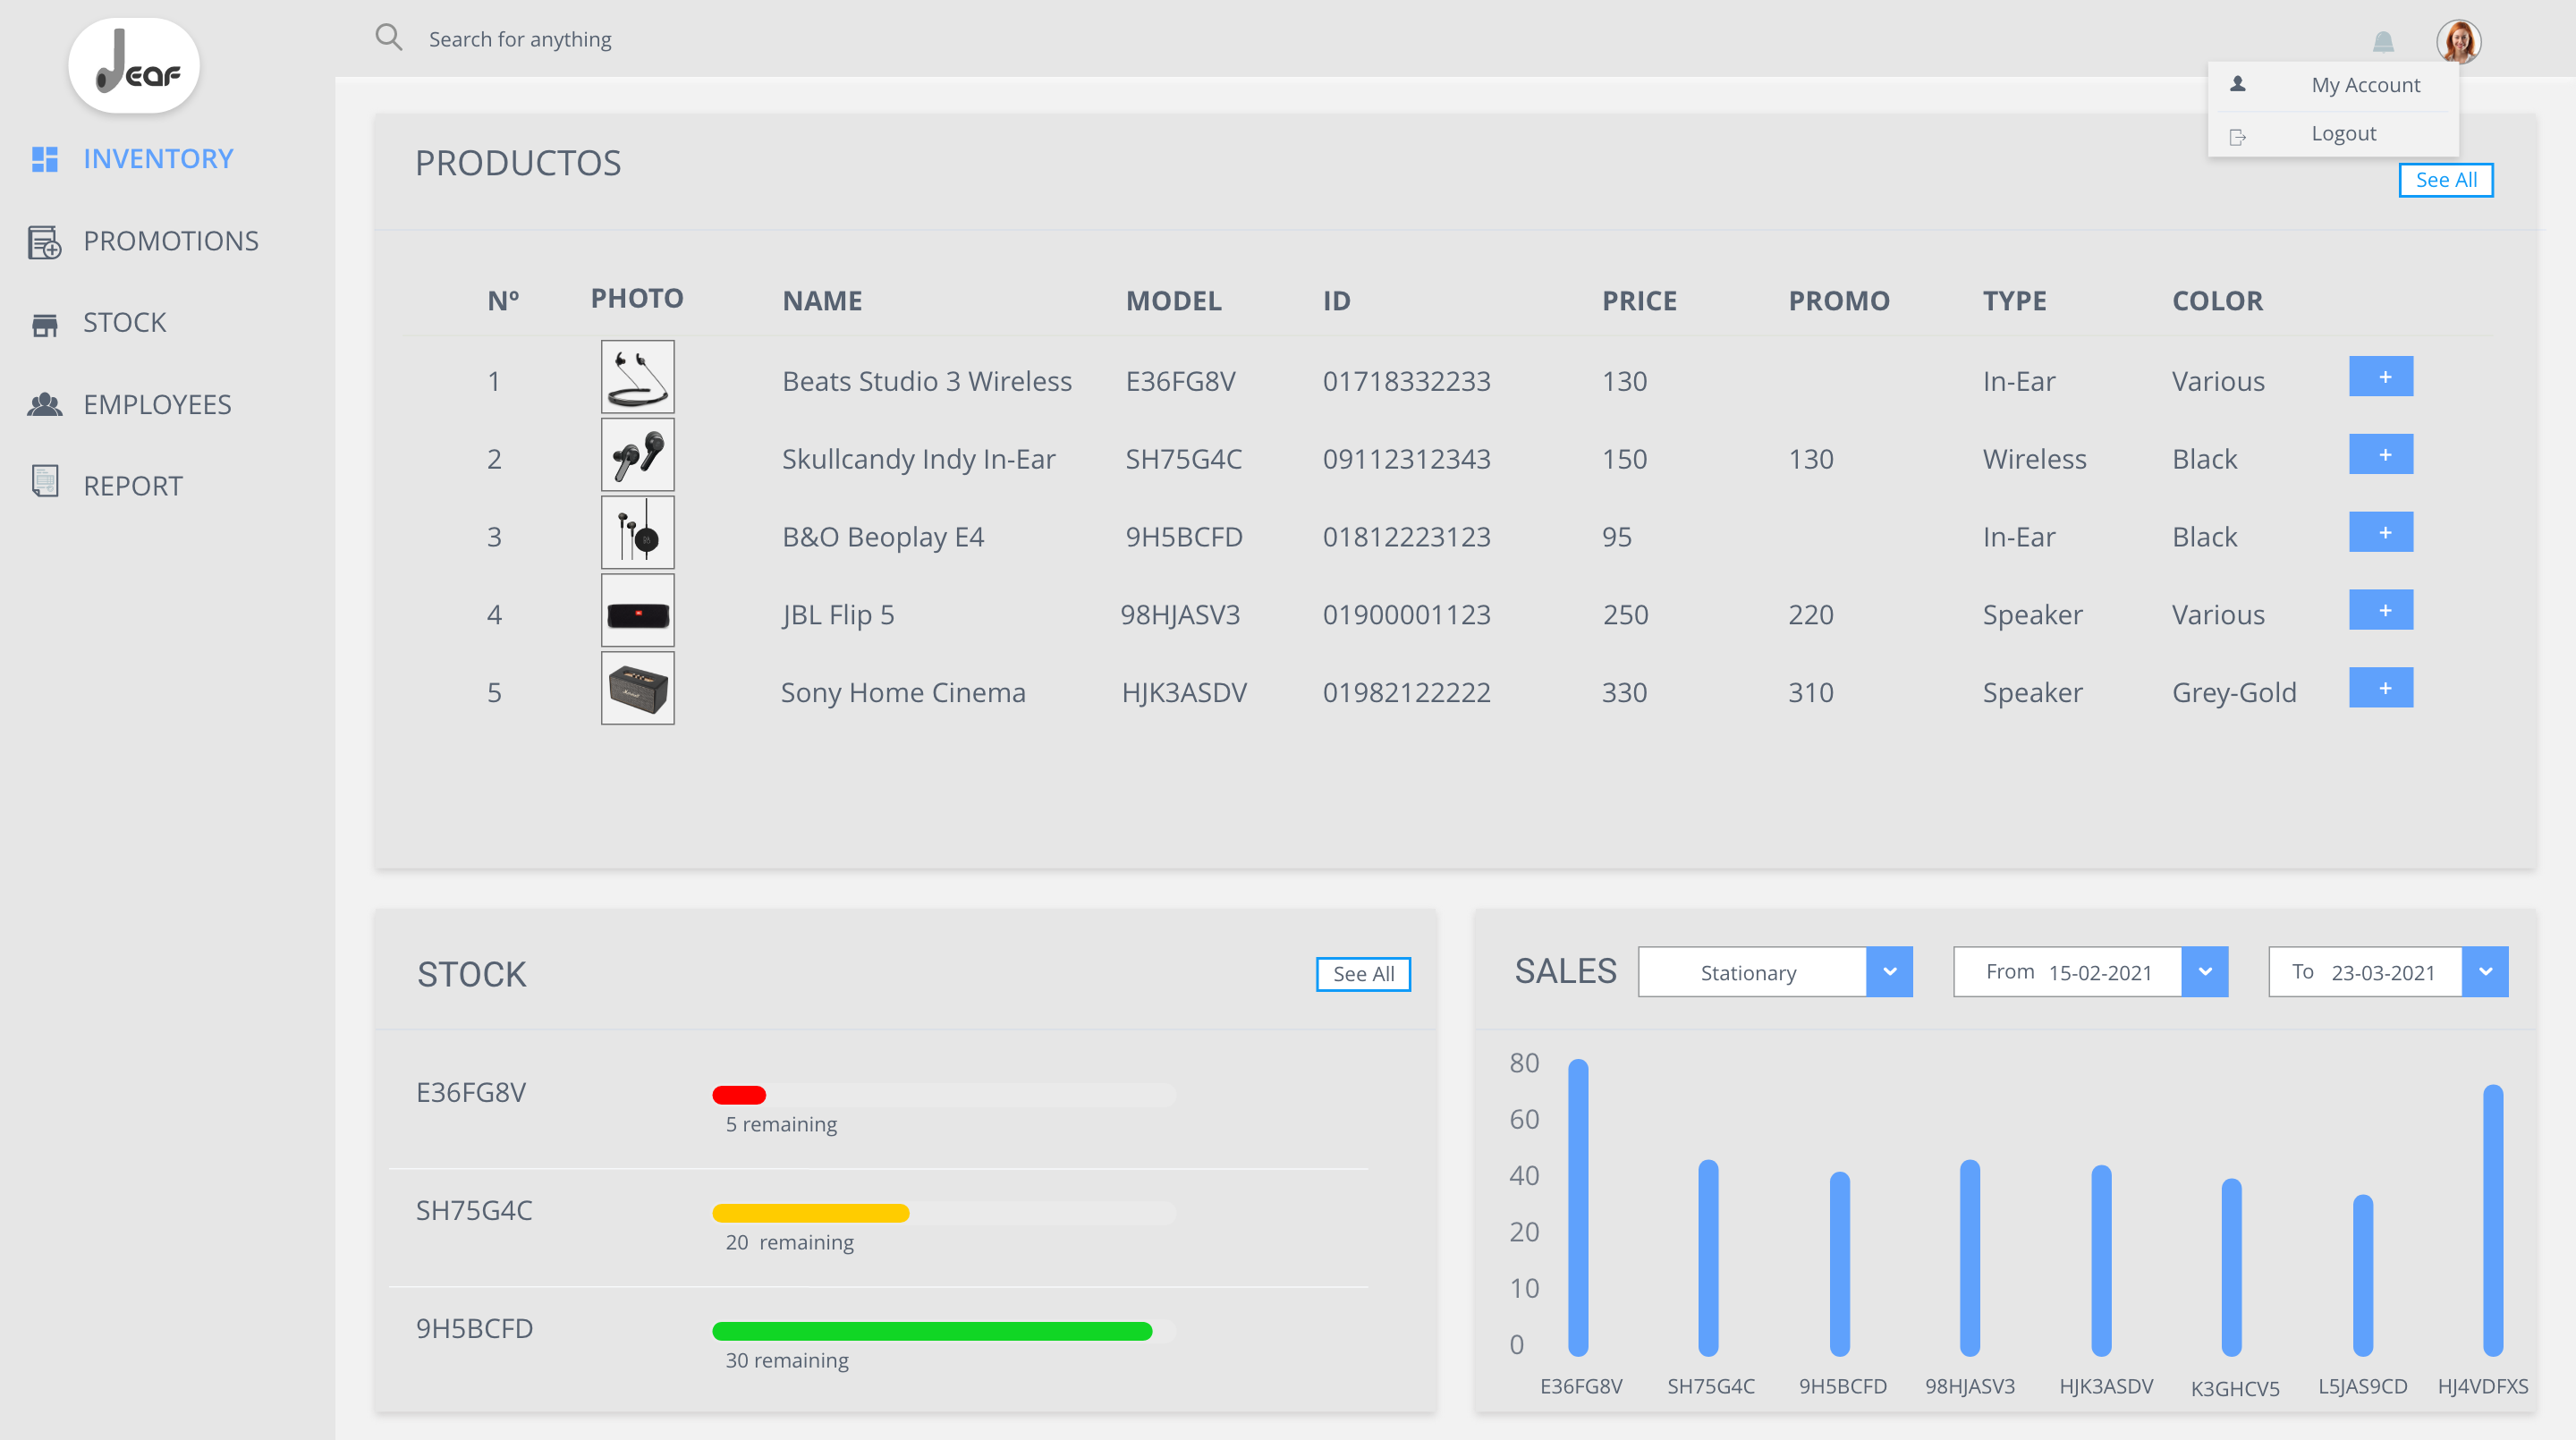 Jeaf
Search for anything
My Account
Logout
INVENTORY
PROMOTIONS
STOCK
EMPLOYEES
REPORT
PRODUCTOS
See All
Nº PHOTO NAME MODEL ID PRICE PROMO TYPE COLOR
1 Beats Studio 3 Wireless E36FG8V 01718332233 130 In-Ear Various +
2 Skullcandy Indy In-Ear SH75G4C 09112312343 150 130 Wireless Black +
3 B&O Beoplay E4 9H5BCFD 01812223123 95 In-Ear Black +
4 JBL Flip 5 98HJASV3 01900001123 250 220 Speaker Various +
5 Sony Home Cinema HJK3ASDV 01982122222 330 310 Speaker Grey-Gold +
STOCK
See All
E36FG8V
5 remaining
SH75G4C
20 remaining
9H5BCFD
30 remaining
SALES
Stationary
From 15-02-2021
To 23-03-2021
80
60
40
20
10
0
E36FG8V SH75G4C 9H5BCFD 98HJASV3 HJK3ASDV K3GHCV5 L5JAS9CD HJ4VDFXS